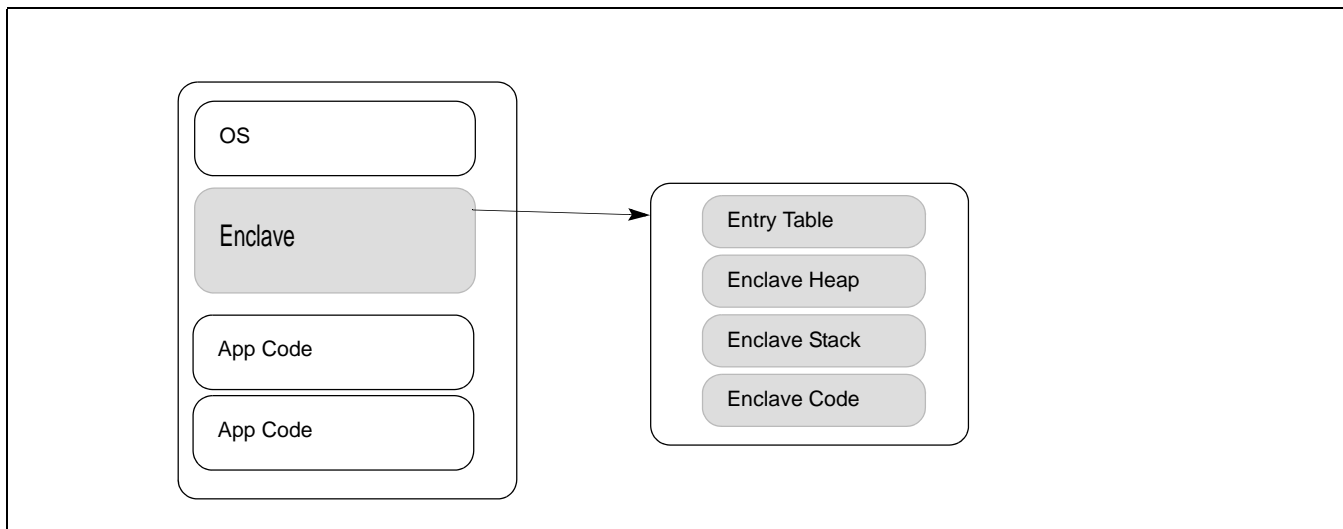 OS
Enclave
App Code
App Code
Entry Table
Enclave Heap
Enclave Stack
Enclave Code